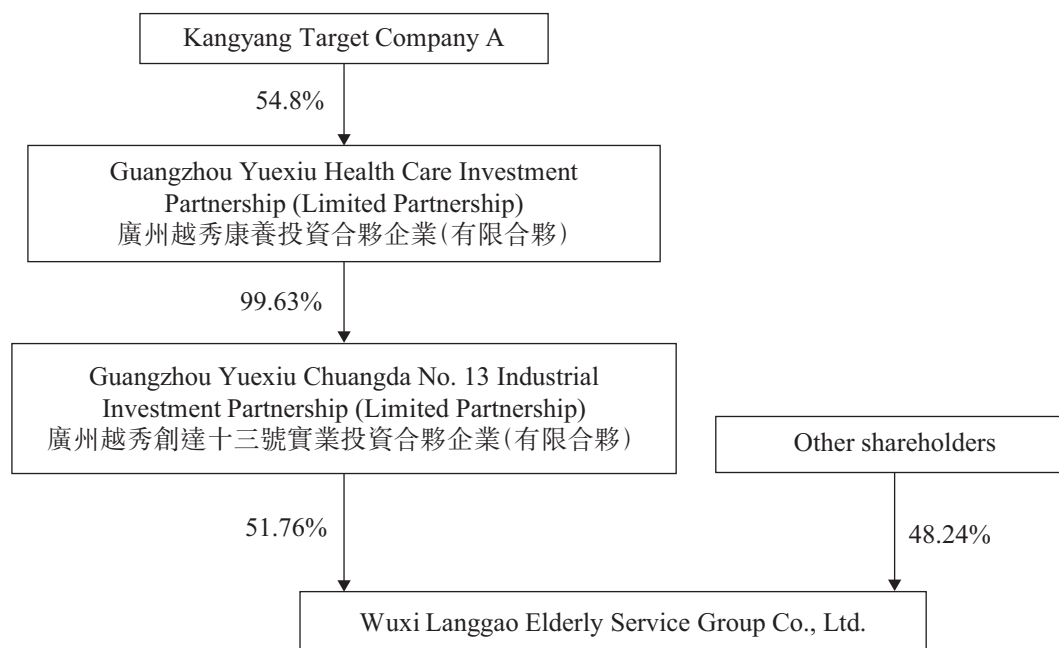 Kangyang Target Company A
54.8%
Guangzhou Yuexiu Health Care Investment
Partnership (Limited Partnership)
廣州越秀康養投資合夥企業(有限合夥)
99.63%
Guangzhou Yuexiu Chuangda No. 13 Industrial
Investment Partnership (Limited Partnership)
廣州越秀創達十三號實業投資合夥企業(有限合夥)
Other shareholders
51.76%
48.24%
Wuxi Langgao Elderly Service Group Co., Ltd.